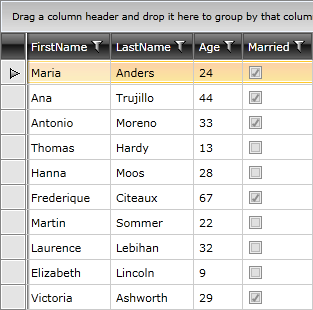 Drag a column header and drop it here to group by that colum
FirstName LastName Age Married
Maria Anders 24
Ana Trujillo 44
Antonio Moreno 33
Thomas Hardy 13
Hanna Moos 28
Frederique Citeaux 67
Martin Sommer 22
Laurence Lebihan 32
Elizabeth Lincoln 9
Victoria Ashworth 29